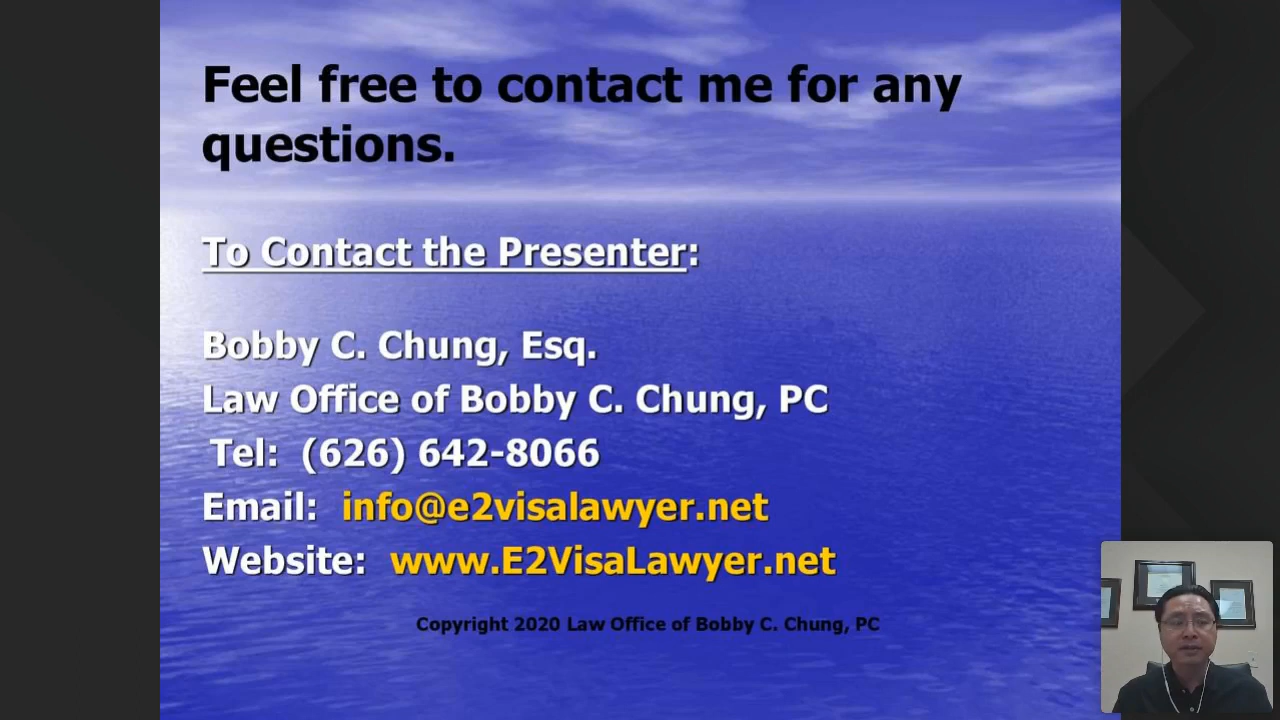 Feel free to contact me for any
questions.
To Contact the Presenter:
Bobby C. Chung, Esq.
Law Office of Bobby C. Chung, PC
Tel: (626) 642-8066
Email: info@e2visalawyer.net
Website: www.E2VisaLawyer.net
Copyright 2020 Law Office of Bobby C. Chung, PC